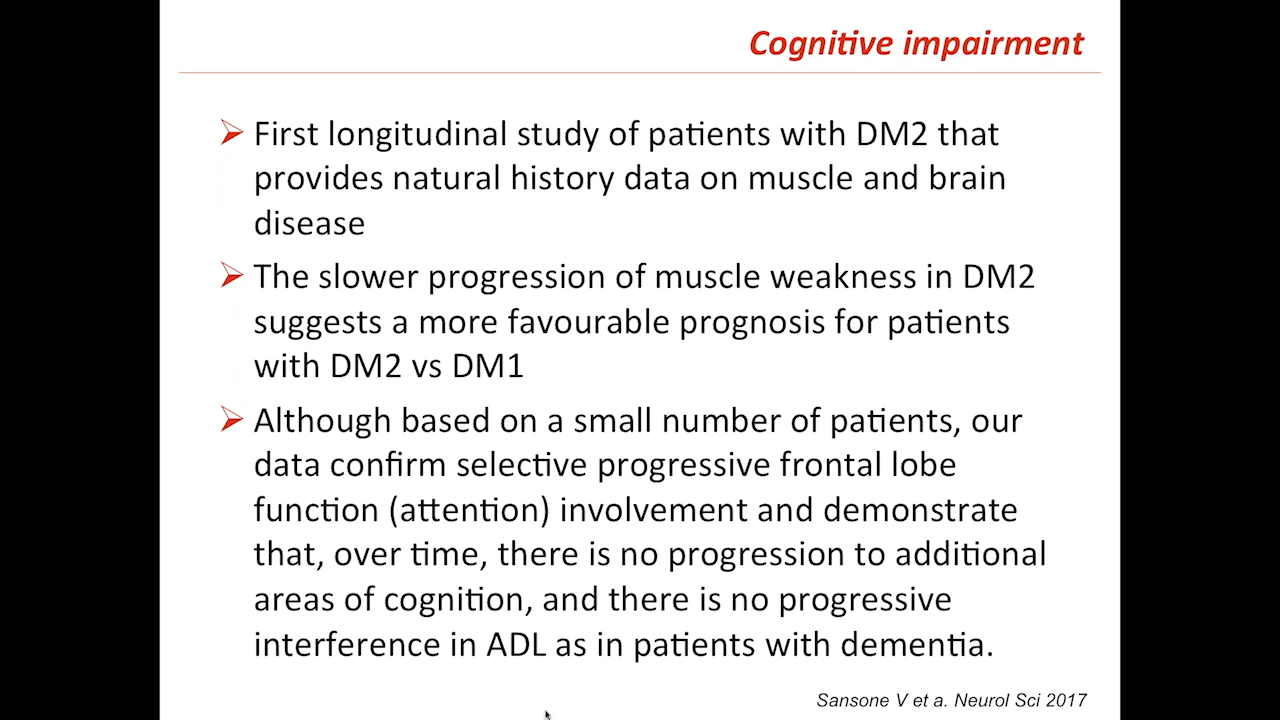 Cognitive impairment
First longitudinal study of patients with DM2 that
provides natural history data on muscle and brain
disease
The slower progression of muscle weakness in DM2
suggests a more favourable prognosis for patients
with DM2 vs DM1
Although based on a small number of patients, our
data confirm selective progressive frontal lobe
function (attention) involvement and demonstrate
that, over time, there is no progression to additional
areas of cognition, and there is no progressive
interference in ADL as in patients with dementia.
Sansone V et a. Neurol Sci 2017